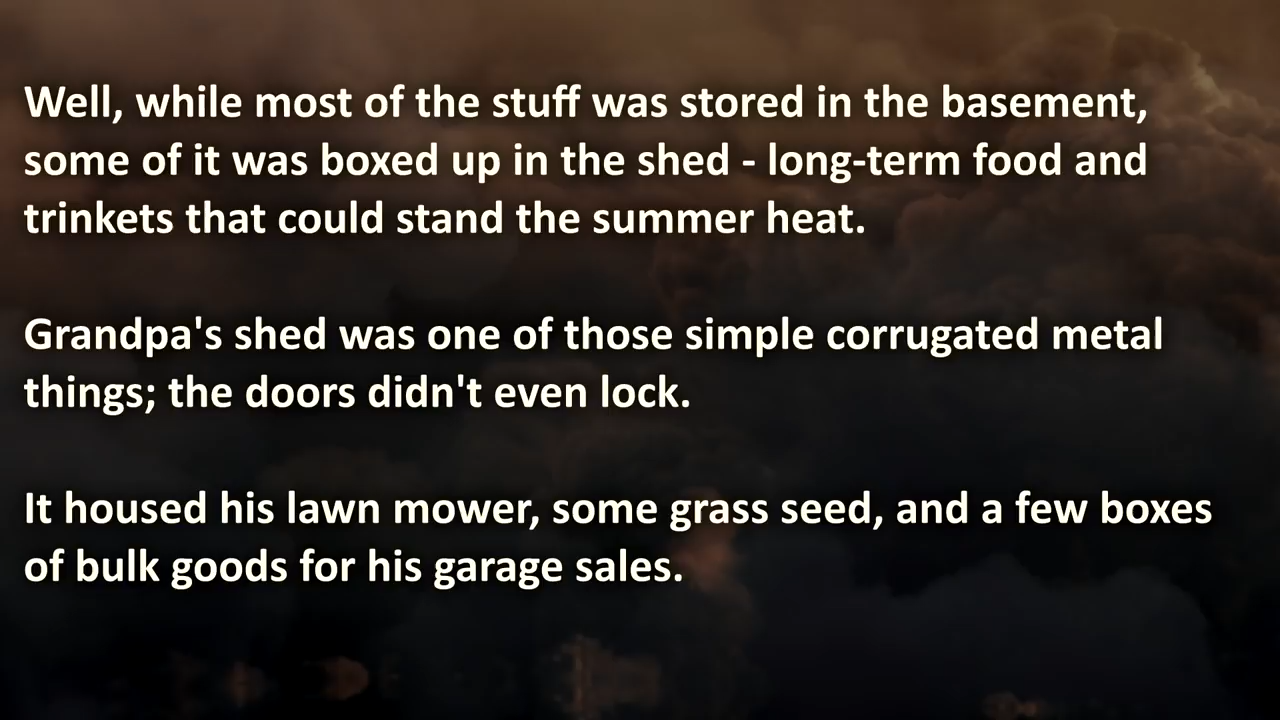 Well, while most of the stuff was stored in the basement,
some of it was boxed up in the shed - long-term food and
trinkets that could stand the summer heat.
Grandpa's shed was one of those simple corrugated metal
things; the doors didn't even lock.
It housed his lawn mower, some grass seed, and a few boxes
of bulk goods for his garage sales.